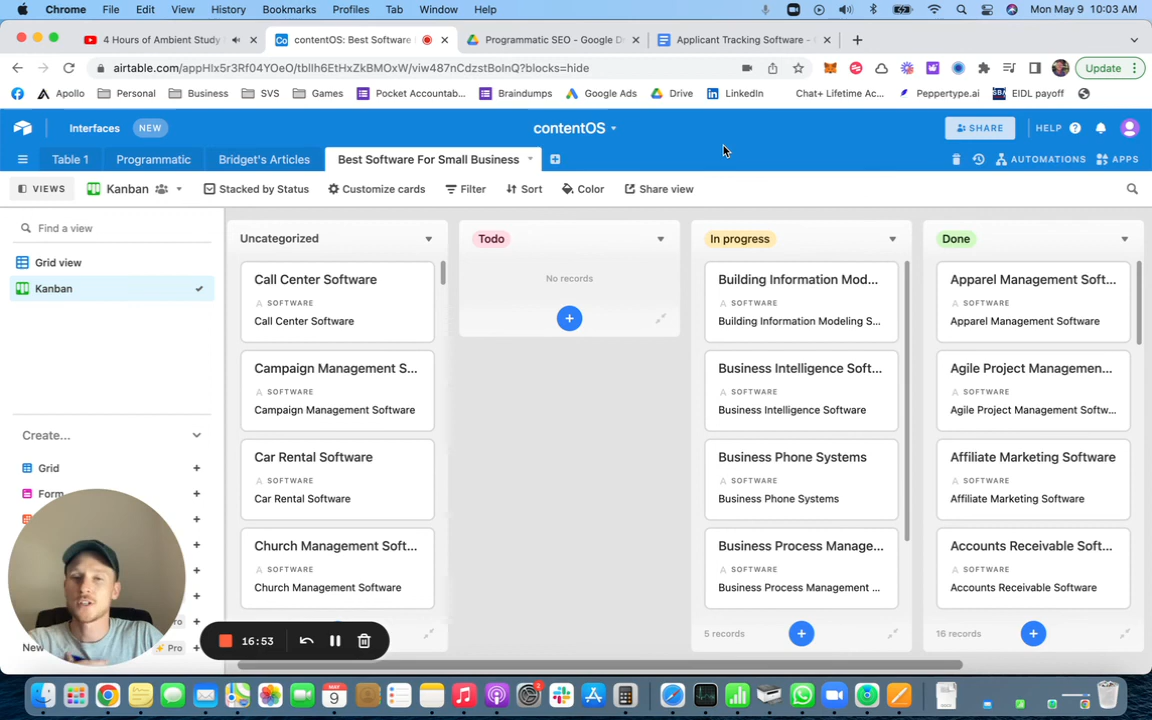 Chrome File Edit View History Bookmarks Profiles Tab Window Help Mon May 9 10:03 AM
4 Hours of Ambient Study contentOS: Best Software Programmatic SEO - Google D Applicant Tracking Software -
airtable.com/appHIx5r3Rf04YOeO/tblIh6EtHxZkBMOxW/viw487nCdzstBoInQ?blocks=hide Update
Apollo Personal Business SVS Games Pocket Accountab... Braindumps Google Ads Drive LinkedIn Chat+ Lifetime Ac... Peppertype.ai SBA EIDL payoff
Interfaces NEW contentOS SHARE HELP
Table 1 Programmatic Bridget's Articles Best Software For Small Business AUTOMATIONS APPS
VIEWS Kanban Stacked by Status Customize cards Filter Sort Color Share view
Find a view
Grid view
Kanban
Create...
Grid
Form
Pro
New Pro
Uncategorized
Call Center Software
A SOFTWARE
Call Center Software
Campaign Management S...
A SOFTWARE
Campaign Management Software
Car Rental Software
A SOFTWARE
Car Rental Software
Church Management Soft...
A SOFTWARE
Church Management Software
Todo
No records
In progress
Building Information Mod...
A SOFTWARE
Building Information Modeling S...
Business Intelligence Soft...
A SOFTWARE
Business Intelligence Software
Business Phone Systems
A SOFTWARE
Business Phone Systems
Business Process Manage...
A SOFTWARE
Business Process Management ...
5 records
Done
Apparel Management Soft...
A SOFTWARE
Apparel Management Software
Agile Project Managemen...
A SOFTWARE
Agile Project Management Softw...
Affiliate Marketing Software
A SOFTWARE
Affiliate Marketing Software
Accounts Receivable Soft...
A SOFTWARE
Accounts Receivable Software
16 records
16:53